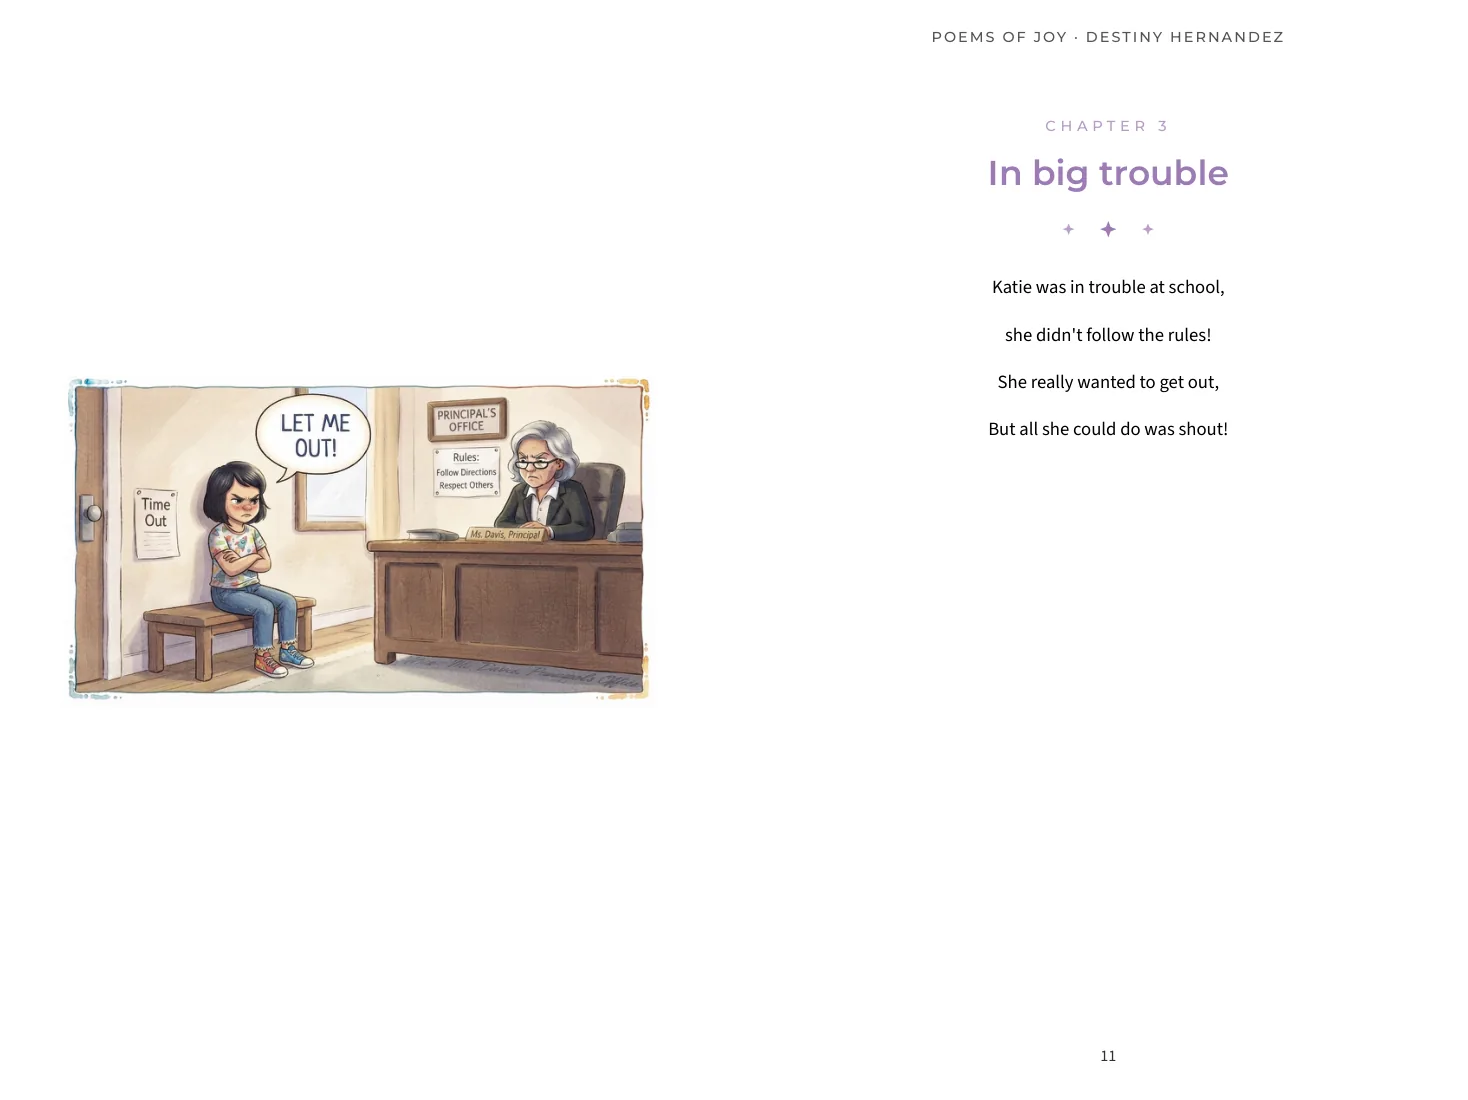 POEMS OF JOY · DESTINY HERNANDEZ
CHAPTER 3
In big trouble
Katie was in trouble at school,
she didn't follow the rules!
She really wanted to get out,
But all she could do was shout!
LET ME
OUT!
PRINCIPAL'S
OFFICE
Rules:
Follow Directions
Respect Others
Time
Out
Ms. Davis, Principal
11